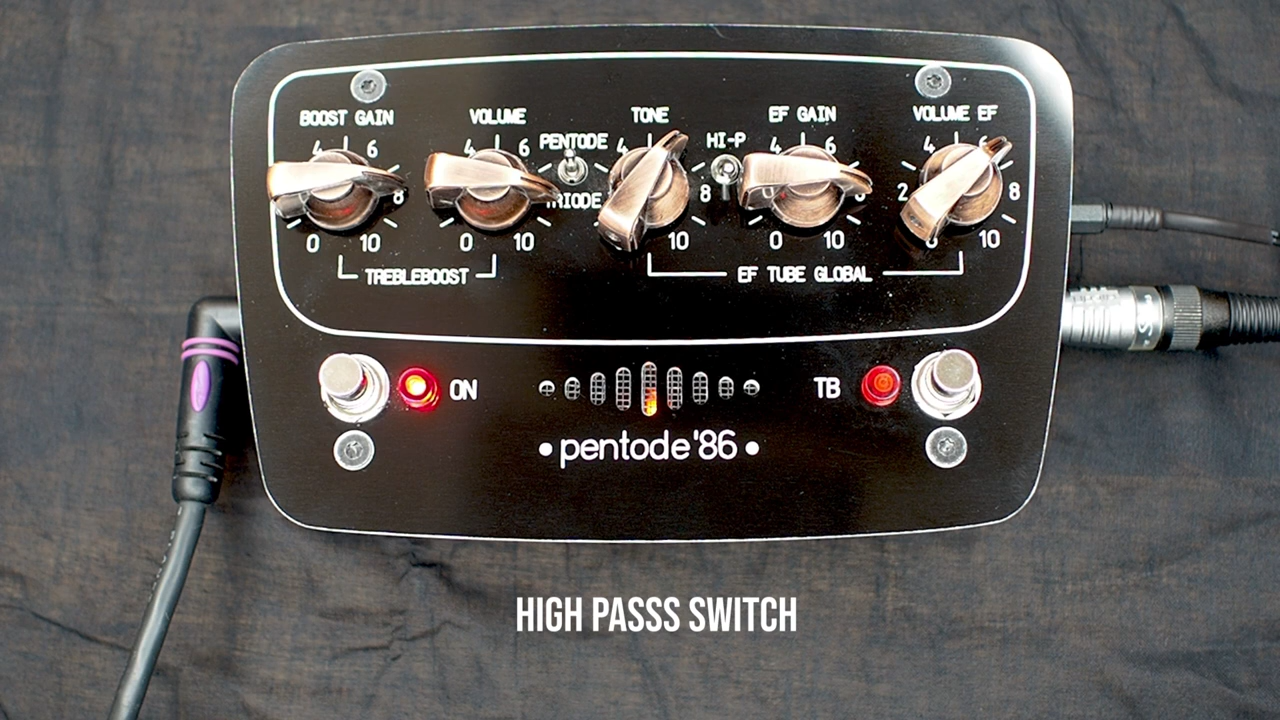 BOOST GAIN
VOLUME
TONE
EF GAIN
VOLUME EF
PENTODE
HI-P
4 6
4 6
4
4 6
4 6
8
8
2 8
TRIODE
0 10
0 10
10
0 10
0 10
TREBLEBOOST
EF TUBE GLOBAL
ON
TB
• pentode'86 •
HIGH PASSS SWITCH